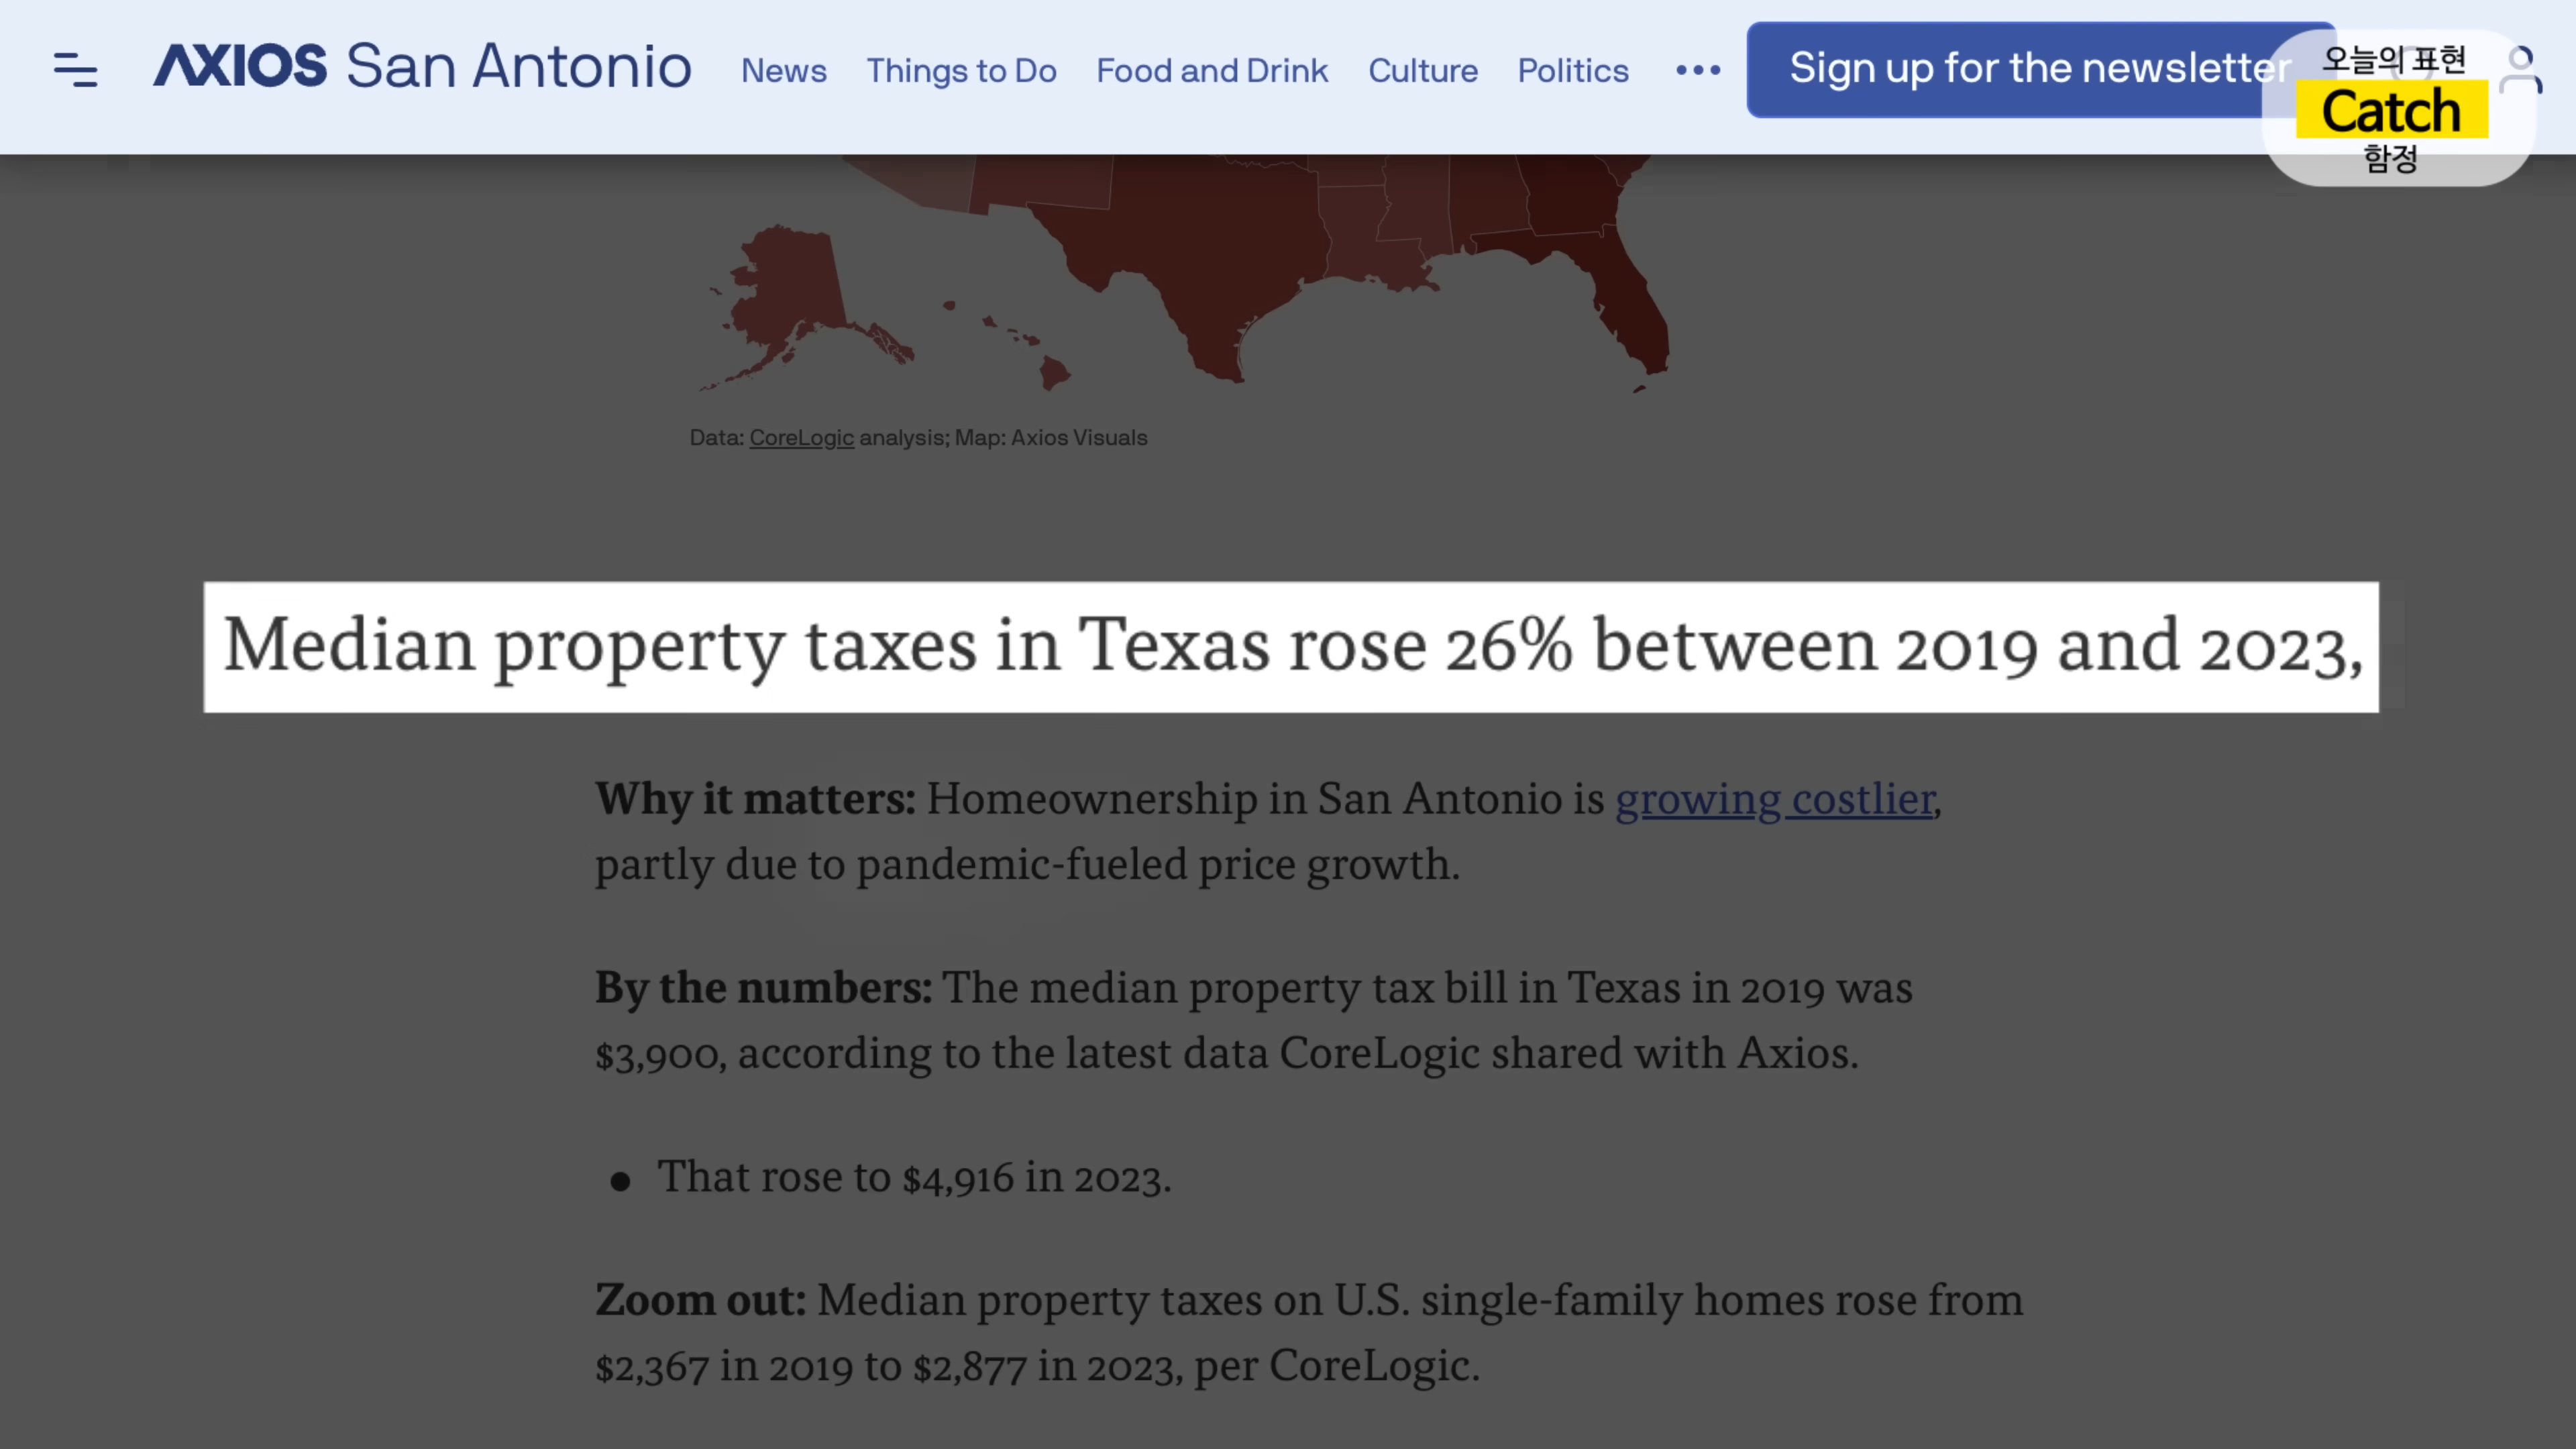 AXIOS San Antonio News Things to Do Food and Drink Culture Politics ••• Sign up for the newsletter
오늘의 표현
Catch
함정
Data: CoreLogic analysis; Map: Axios Visuals
Median property taxes in Texas rose 26% between 2019 and 2023,
Why it matters: Homeownership in San Antonio is growing costlier,
partly due to pandemic-fueled price growth.
By the numbers: The median property tax bill in Texas in 2019 was
$3,900, according to the latest data CoreLogic shared with Axios.
• That rose to $4,916 in 2023.
Zoom out: Median property taxes on U.S. single-family homes rose from
$2,367 in 2019 to $2,877 in 2023, per CoreLogic.